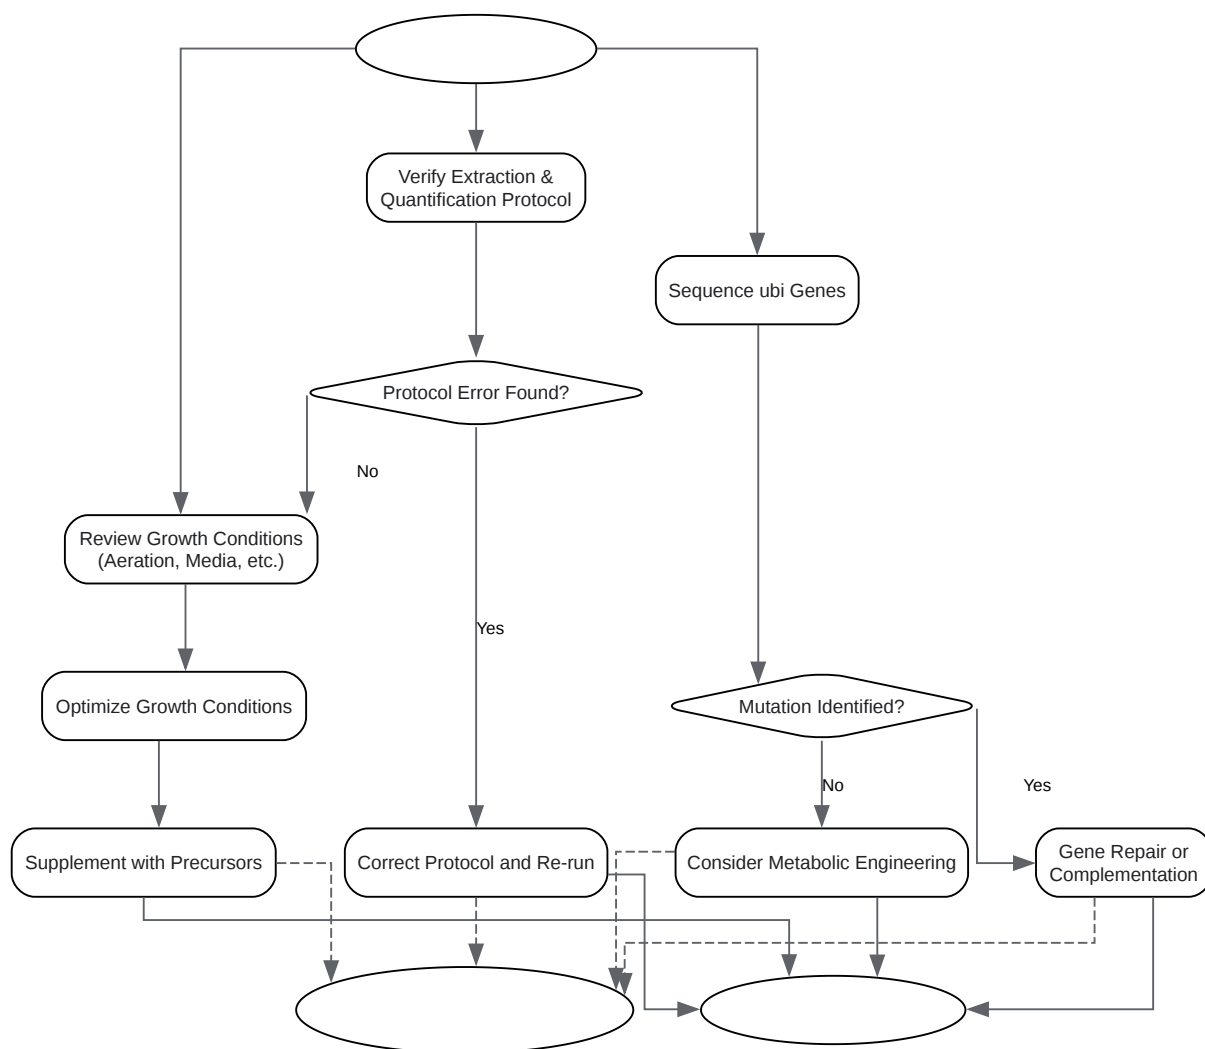 Verify Extraction &
Quantification Protocol
Sequence ubi Genes
Protocol Error Found?
No
Review Growth Conditions
(Aeration, Media, etc.)
Yes
Optimize Growth Conditions
Mutation Identified?
No
Yes
Supplement with Precursors
Correct Protocol and Re-run
Consider Metabolic Engineering
Gene Repair or
Complementation